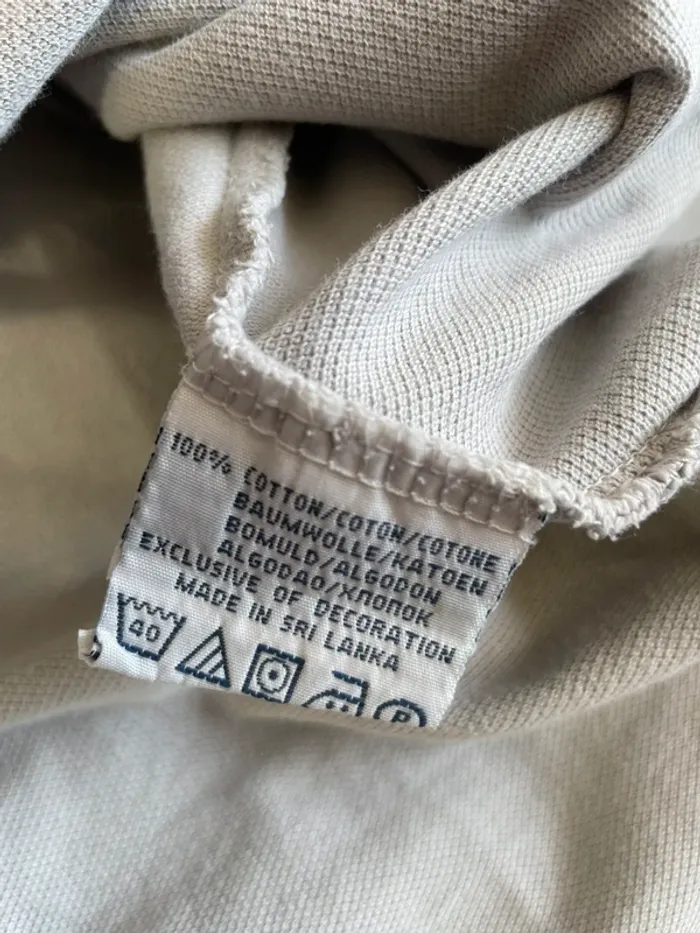 100% COTTON/COTON/COTONE
BAUMWOLLE/KATOEN
BOMULD/ALGODON
ALGODAO/ХЛОПОК
EXCLUSIVE OF DECORATION
MADE IN SRI LANKA
40
P